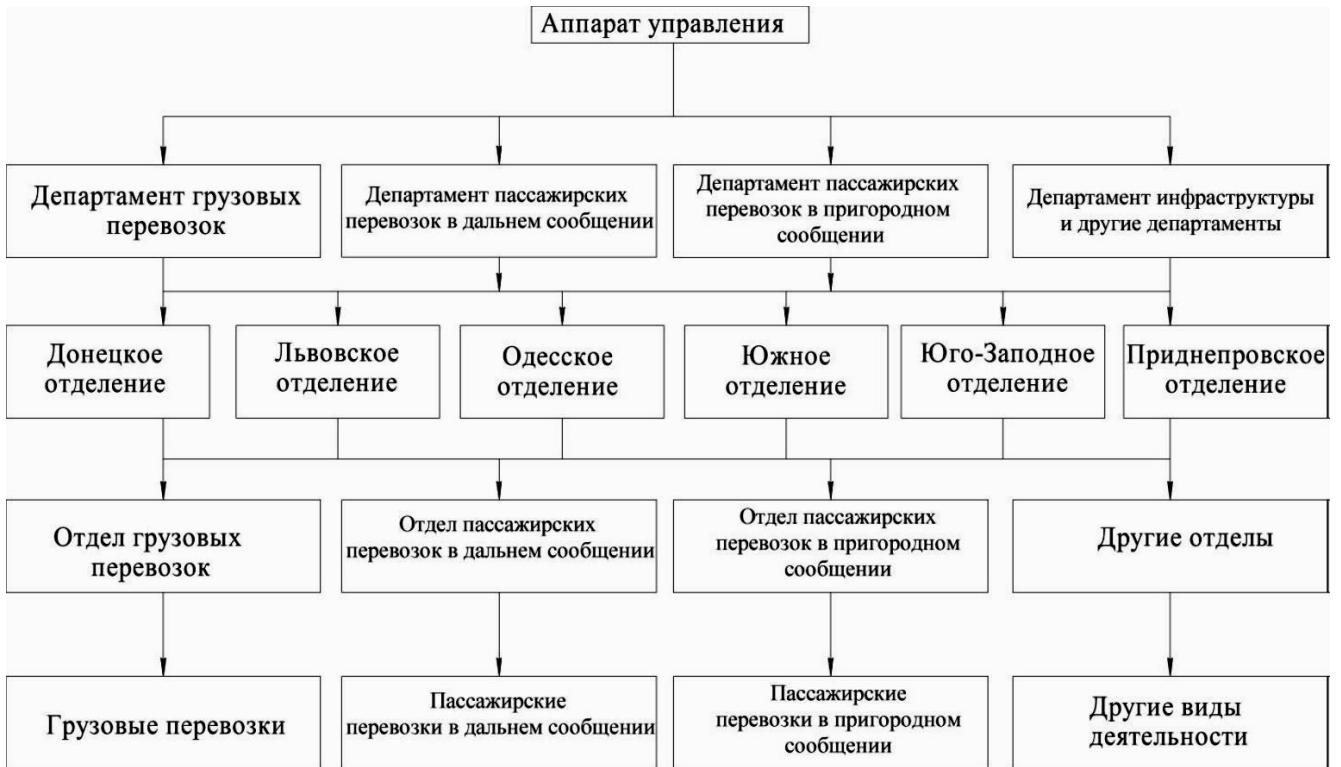 Аппарат управления
Департамент грузовых
перевозок
Департамент пассажирских
перевозок в дальнем сообщении
Департамент пассажирских
перевозок в пригородном
сообщении
Департамент инфраструктуры
и другие департаменты
Донецкое
отделение
Львовское
отделение
Одесское
отделение
Южное
отделение
Юго-Заподное
отделение
Приднепровское
отделение
Отдел грузовых
перевозок
Отдел пассажирских
перевозок в дальнем сообщении
Отдел пассажирских
перевозок в пригородном
сообщении
Другие отделы
Грузовые перевозки
Пассажирские
перевозки в дальнем сообщении
Пассажирские
перевозки в пригородном
сообщении
Другие виды
деятельности